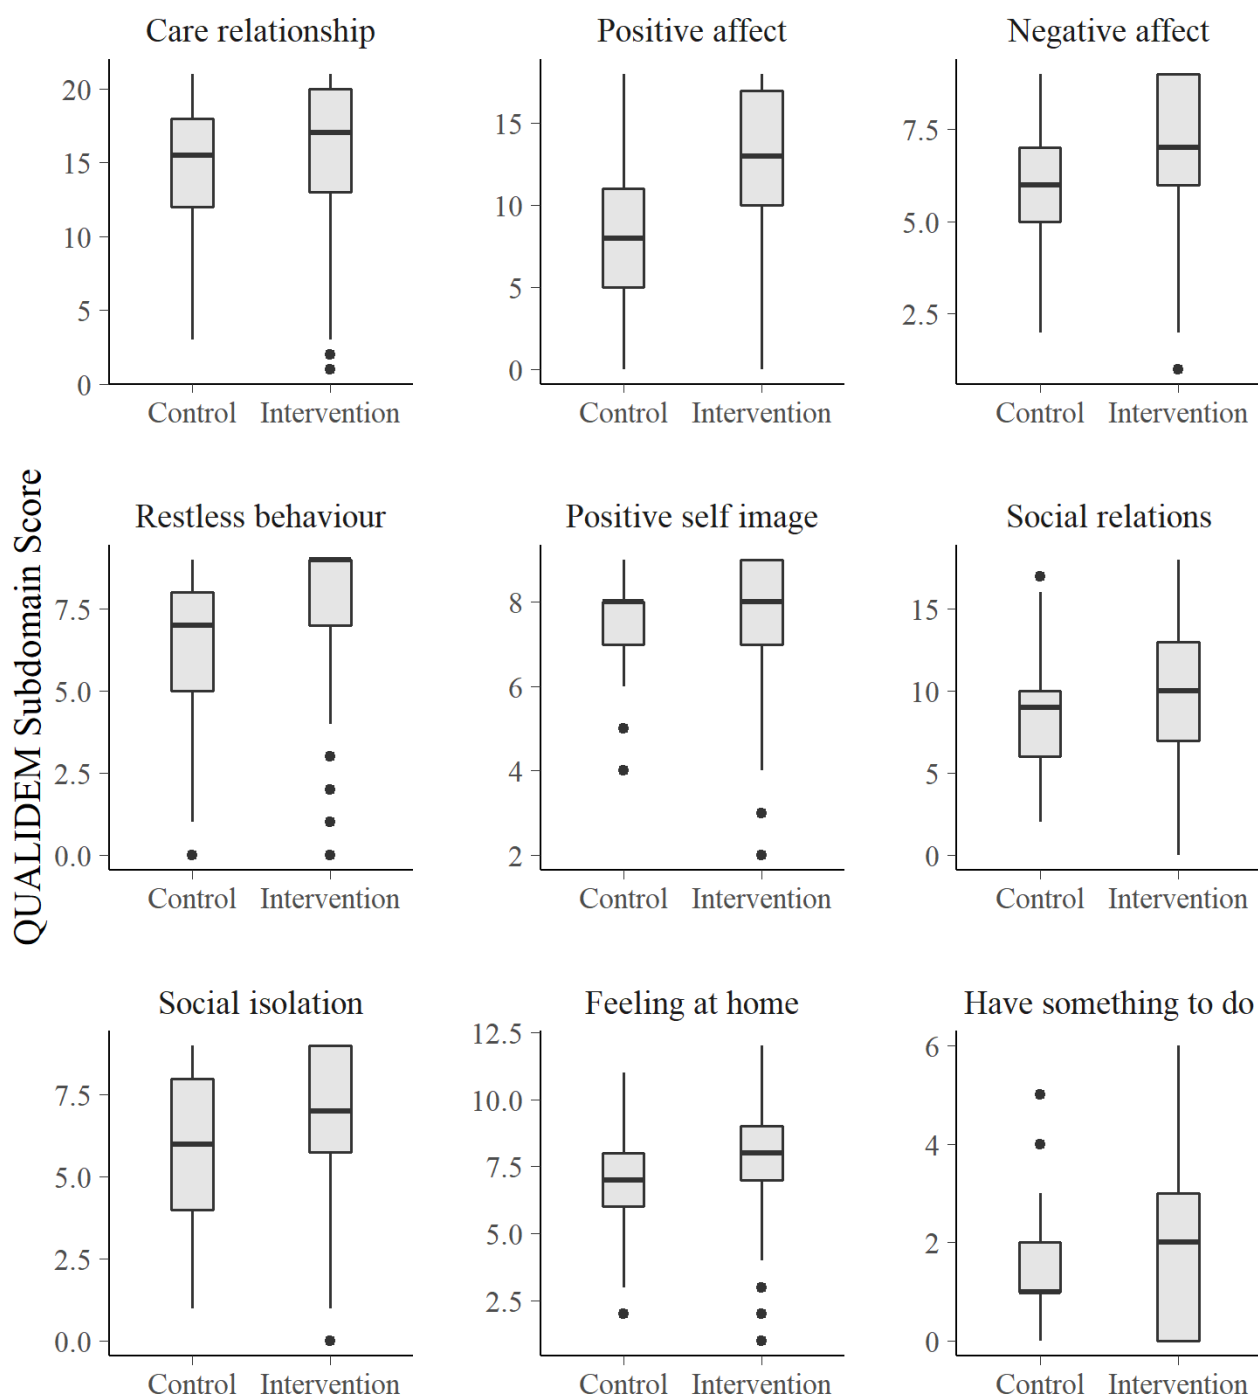 Care relationship
Positive affect
Negative affect
20
15
10
5
0
15
10
5
0
7.5
5.0
2.5
Control Intervention
Control Intervention
Control Intervention
QUALIDEM Subdomain Score
Restless behaviour
Positive self image
Social relations
7.5
5.0
2.5
0.0
8
6
4
2
15
10
5
0
Control Intervention
Control Intervention
Control Intervention
Social isolation
Feeling at home
Have something to do
7.5
5.0
2.5
0.0
12.5
10.0
7.5
5.0
2.5
6
4
2
0
Control Intervention
Control Intervention
Control Intervention